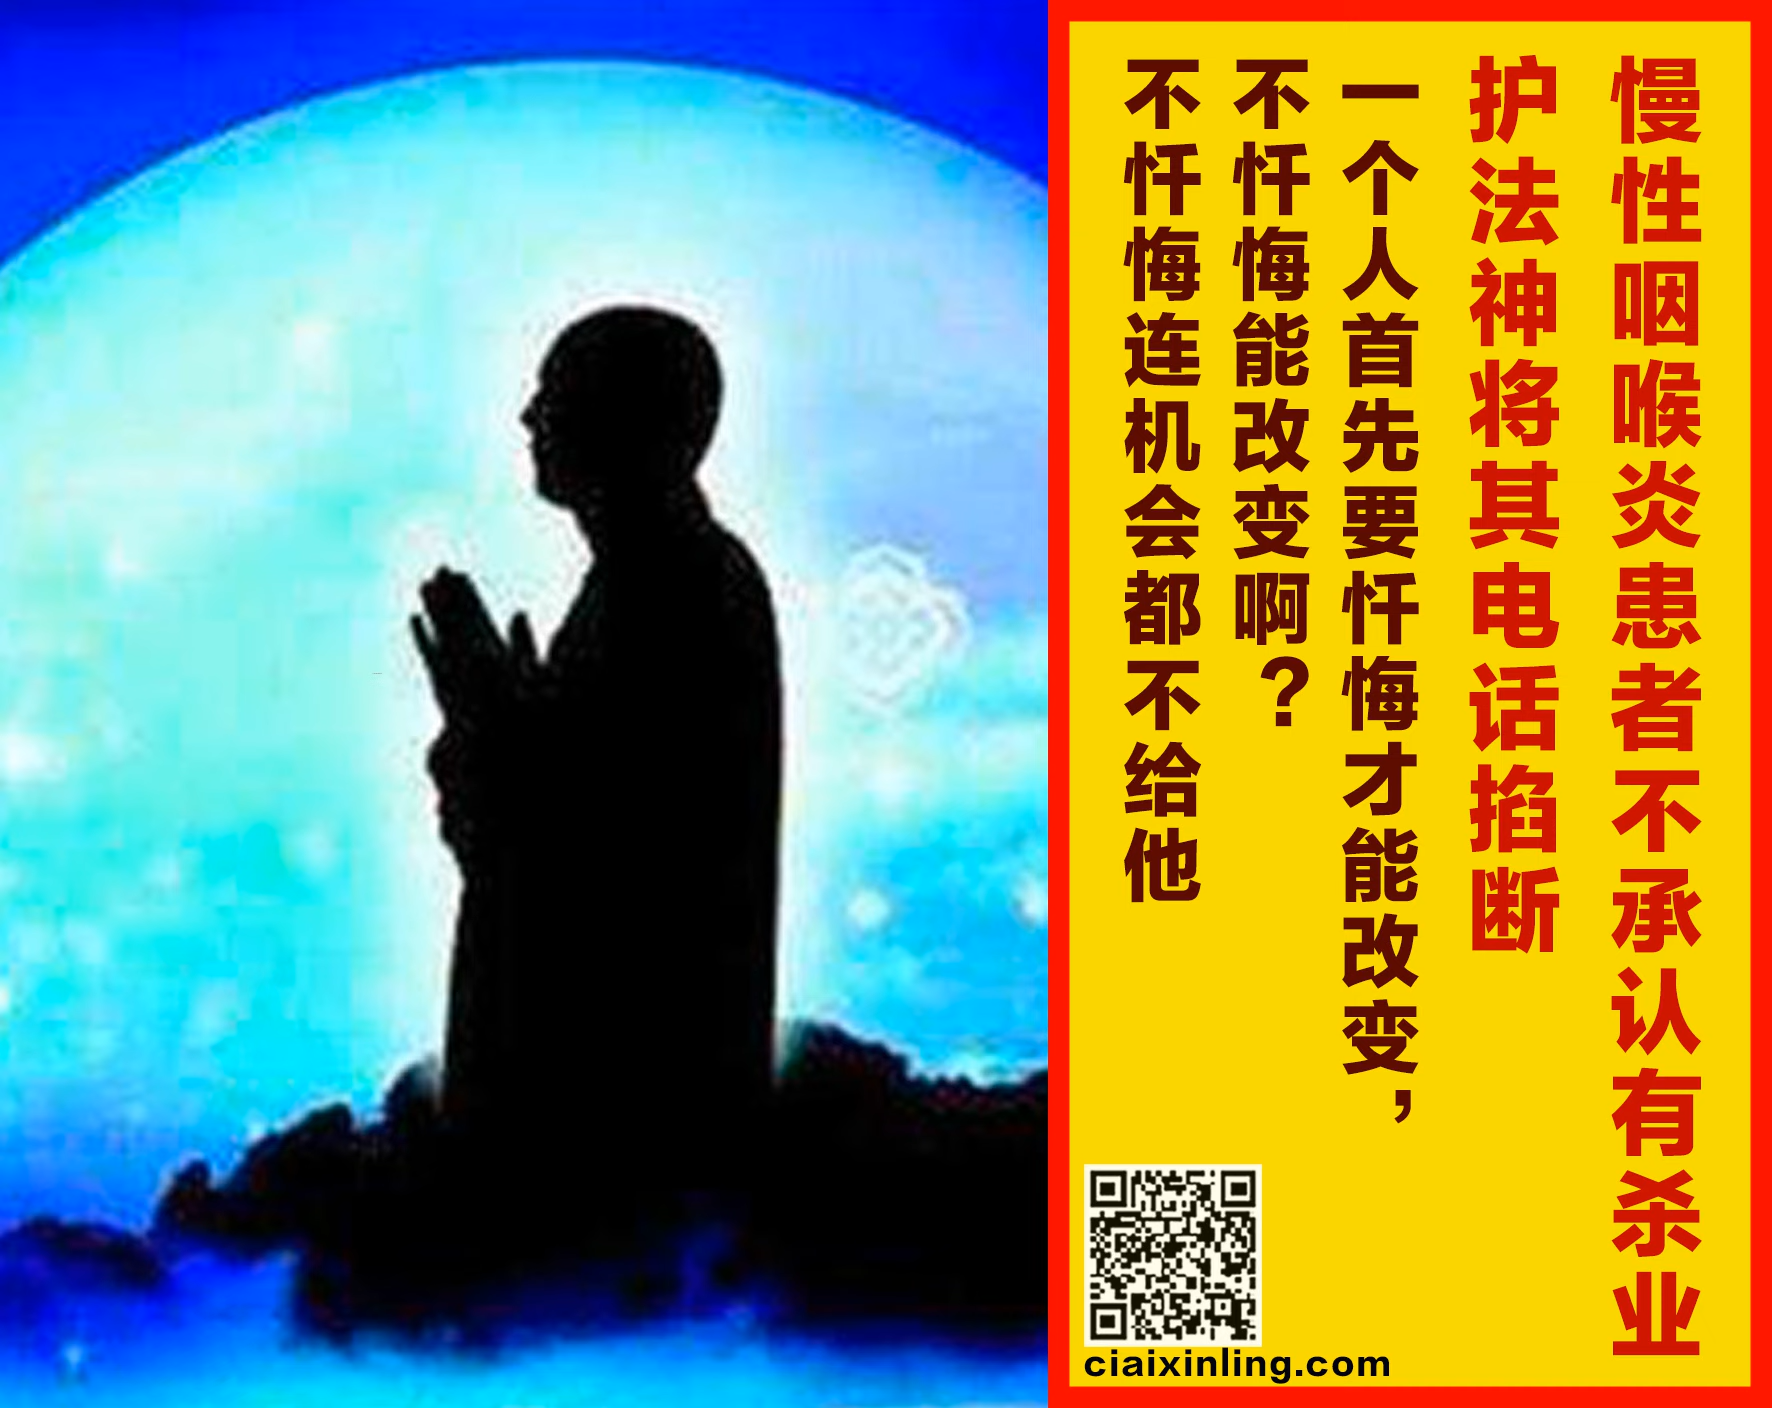 慢性咽喉炎患者不承认有杀业
护法神将其电话掐断
一个人首先要忏悔才能改变，
不忏悔能改变啊？
不忏悔连机会都不给他
ciaixinling.com